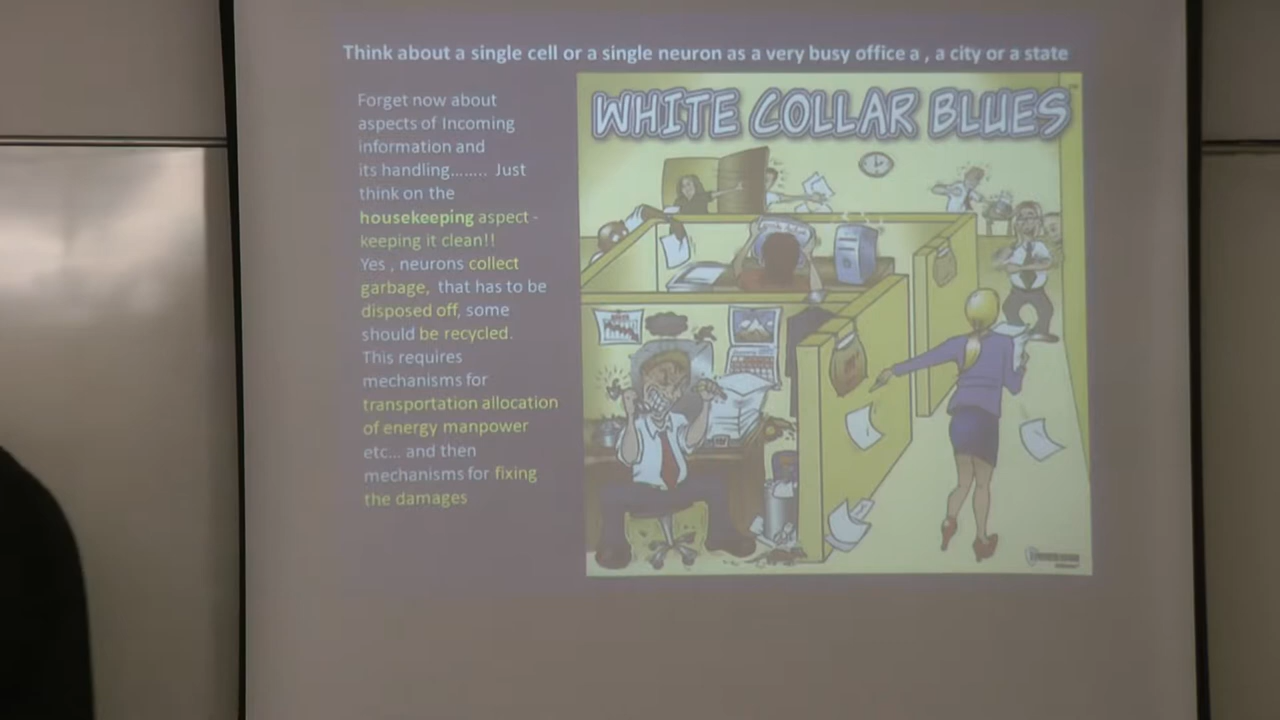 Think about a single cell or a single neuron as a very busy office a , a city or a state
Forget now about
aspects of Incoming
information and
its handling........ Just
think on the
housekeeping aspect -
keeping it clean!!
Yes , neurons collect
garbage, that has to be
disposed off, some
should be recycled.
This requires
mechanisms for
transportation allocation
of energy manpower
etc... and then
mechanisms for fixing
the damages
WHITE COLLAR BLUES